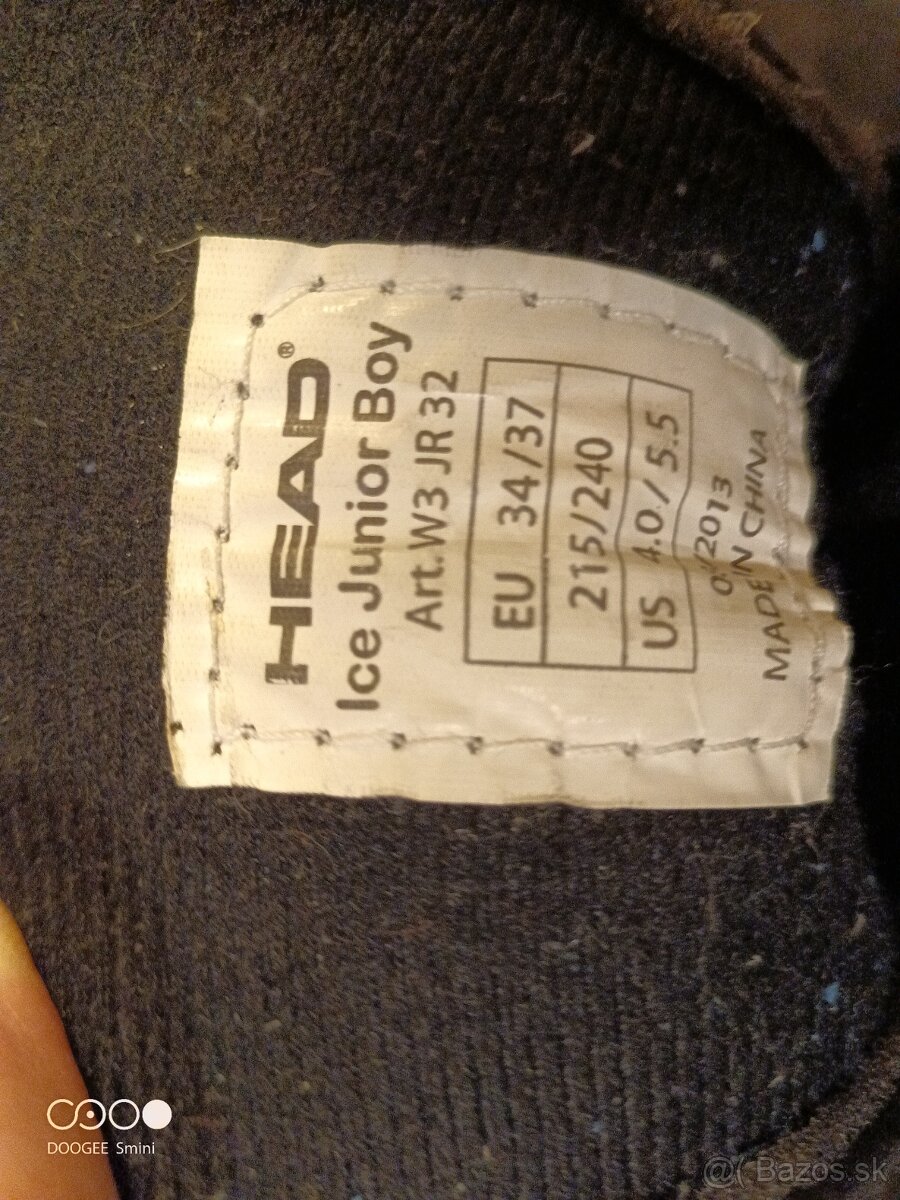 HEAD®
Ice Junior Boy
Art. W3 JR 32
EU 34/37
215/240
US 4.0 / 5.5
MADE IN CHINA
DOOGEE Smini
Bazos.sk